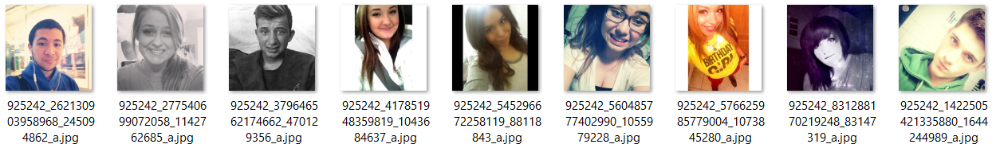 BIRTHDAY
GIRL
925242_2621309
03958968_24509
4862_a.jpg
925242_2775406
99072058_11427
62685_a.jpg
925242_3796465
62174662_47012
9356_a.jpg
925242_4178519
48359819_10436
84637_a.jpg
925242_5452966
72258119_88118
843_a.jpg
925242_5604857
77402990_10559
79228_a.jpg
925242_5766259
85779004_10738
45280_a.jpg
925242_8312881
70219248_83147
319_a.jpg
925242_1422505
421335880_1644
244989_a.jpg